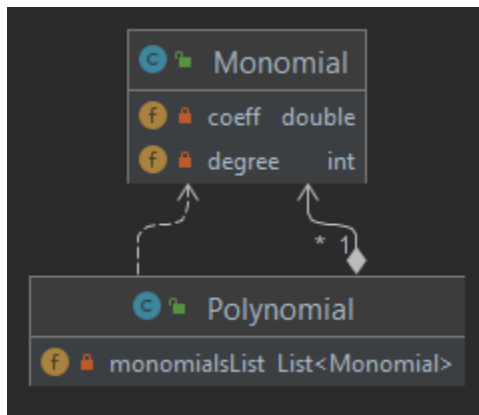 C Monomial
f coeff double
f degree int
* 1
C Polynomial
f monomialsList List<Monomial>